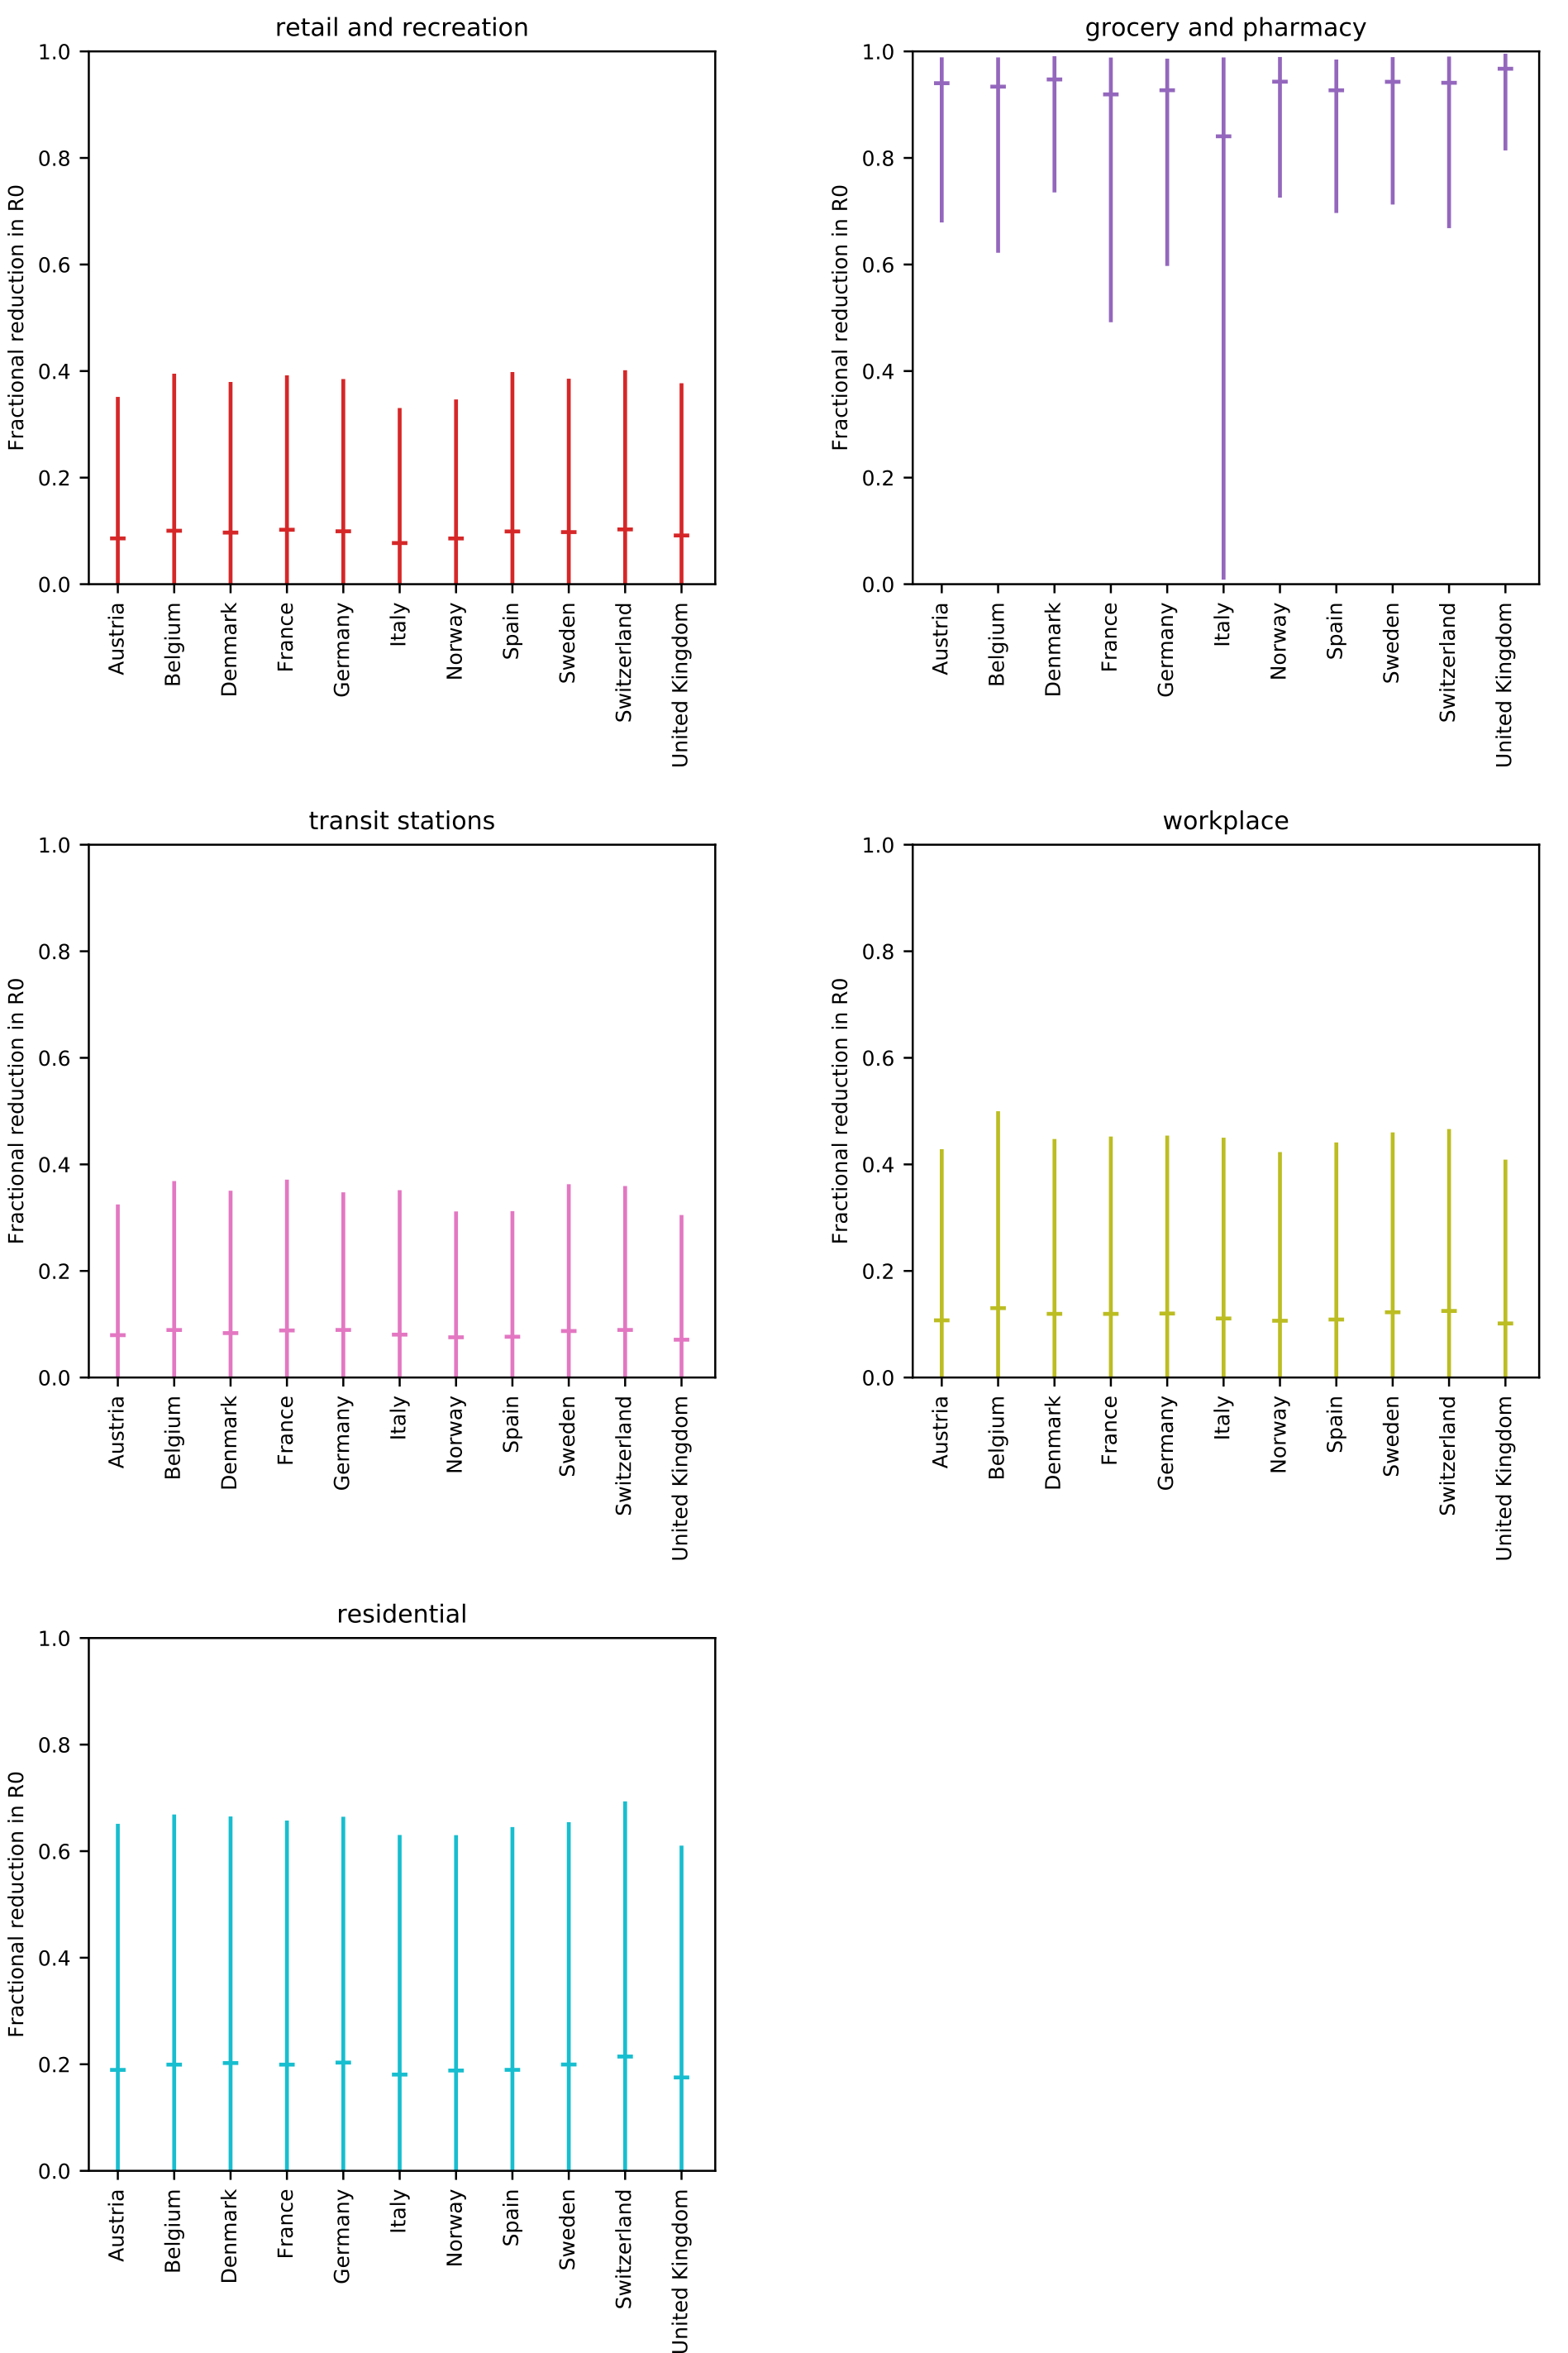 retail and recreation
Fractional reduction in R0
1.0
0.8
0.6
0.4
0.2
0.0
Austria
Belgium
Denmark
France
Germany
Italy
Norway
Spain
Sweden
Switzerland
United Kingdom
grocery and pharmacy
Fractional reduction in R0
1.0
0.8
0.6
0.4
0.2
0.0
Austria
Belgium
Denmark
France
Germany
Italy
Norway
Spain
Sweden
Switzerland
United Kingdom
transit stations
Fractional reduction in R0
1.0
0.8
0.6
0.4
0.2
0.0
Austria
Belgium
Denmark
France
Germany
Italy
Norway
Spain
Sweden
Switzerland
United Kingdom
workplace
Fractional reduction in R0
1.0
0.8
0.6
0.4
0.2
0.0
Austria
Belgium
Denmark
France
Germany
Italy
Norway
Spain
Sweden
Switzerland
United Kingdom
residential
Fractional reduction in R0
1.0
0.8
0.6
0.4
0.2
0.0
Austria
Belgium
Denmark
France
Germany
Italy
Norway
Spain
Sweden
Switzerland
United Kingdom